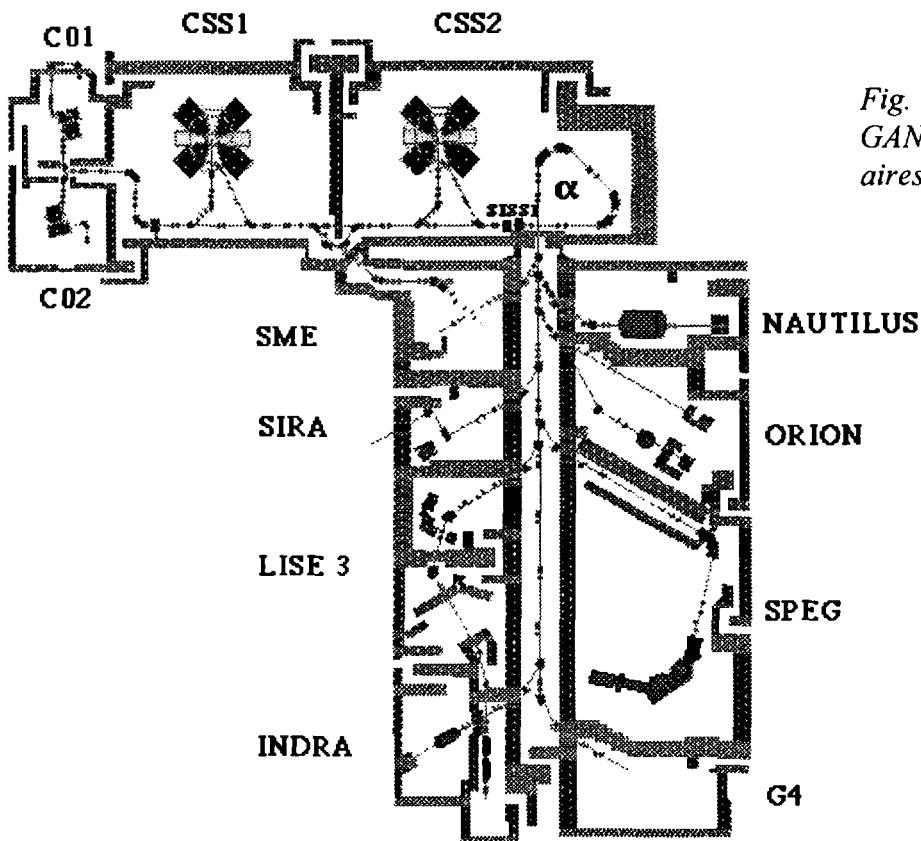 C01
CSS1
CSS2
Fig.
GAN
aires
α
SISSI
C02
SME
NAUTILUS
SIRA
ORION
LISE 3
SPEG
INDRA
G4